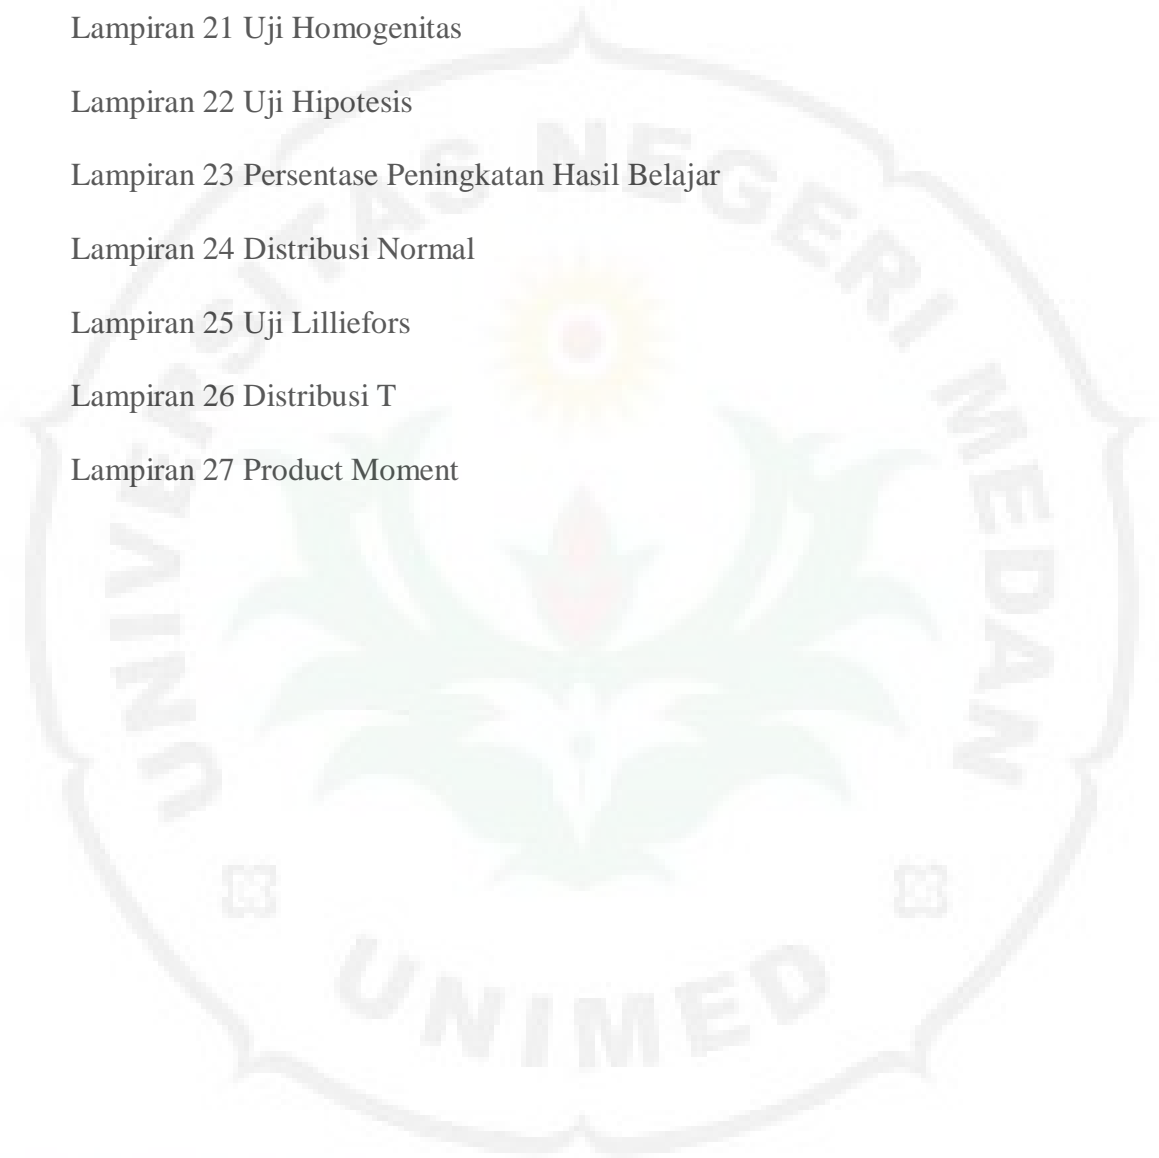 Lampiran 21 Uji Homogenitas
Lampiran 22 Uji Hipotesis
Lampiran 23 Persentase Peningkatan Hasil Belajar
Lampiran 24 Distribusi Normal
Lampiran 25 Uji Lilliefors
Lampiran 26 Distribusi T
Lampiran 27 Product Moment
UNIVERSITAS NEGERI MEDAN
UNIMED